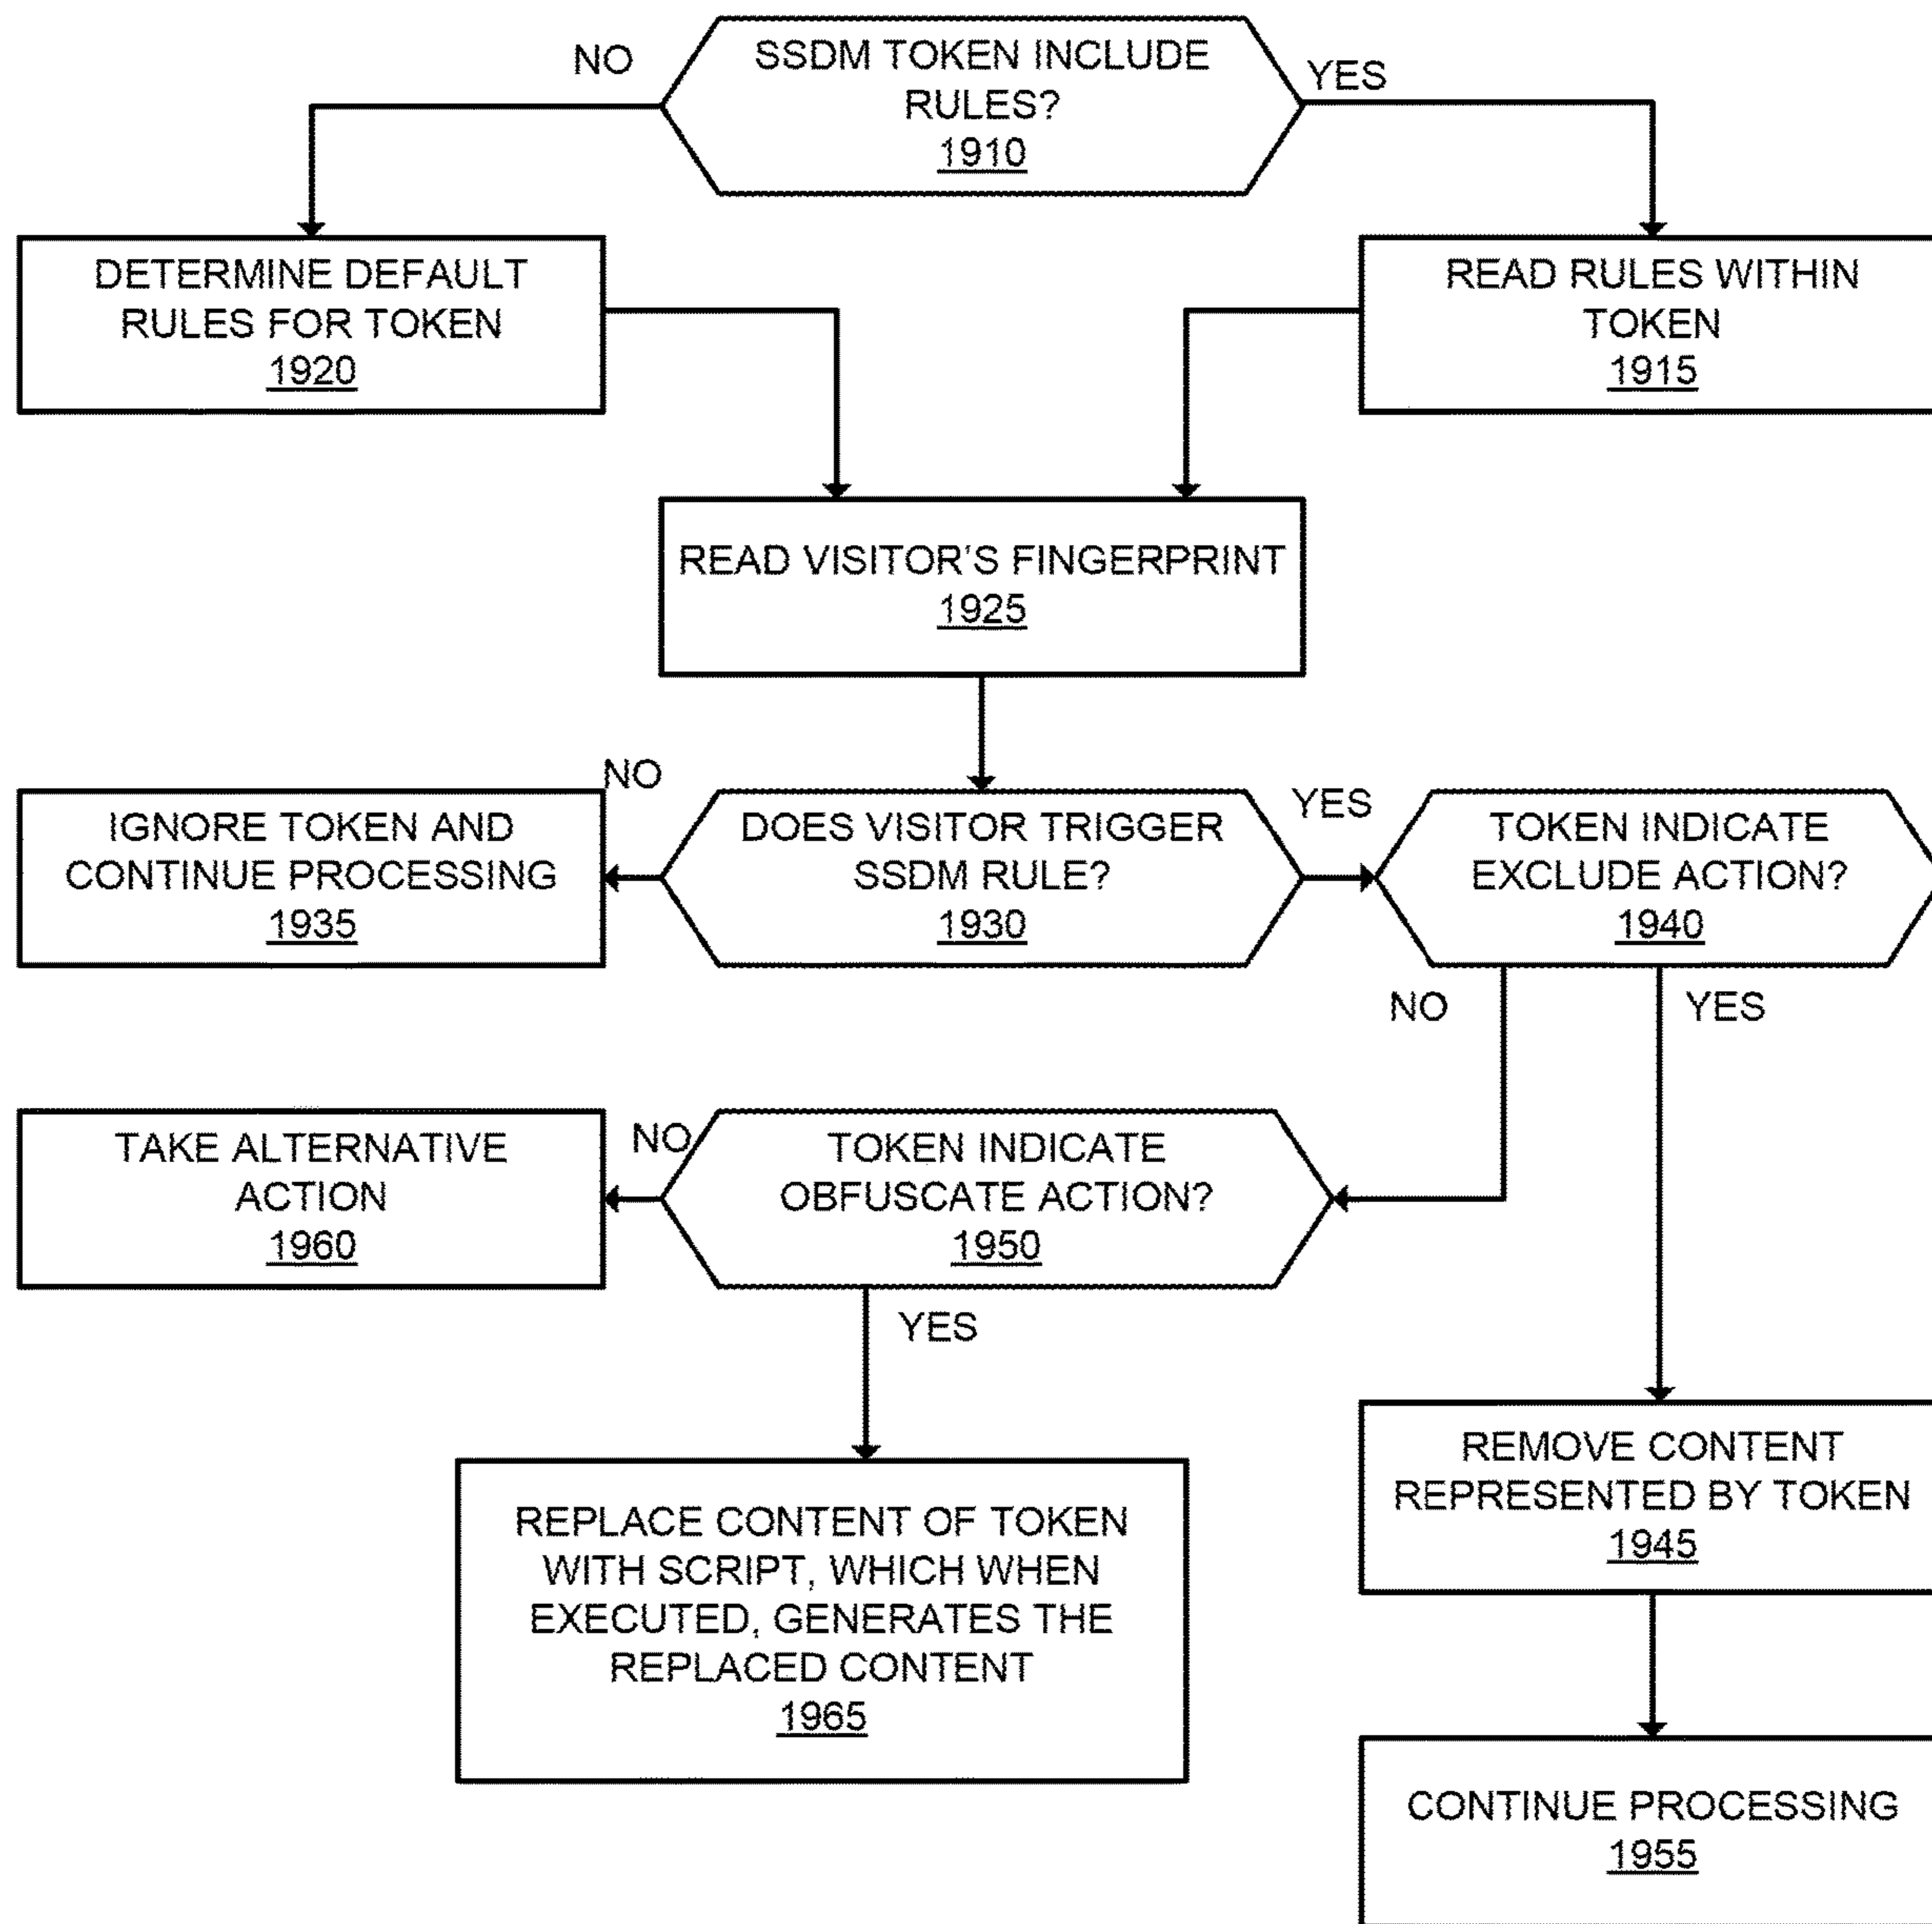 NO
SSDM TOKEN INCLUDE
RULES?
1910
YES
DETERMINE DEFAULT
RULES FOR TOKEN
1920
READ RULES WITHIN
TOKEN
1915
READ VISITOR'S FINGERPRINT
1925
IGNORE TOKEN AND
CONTINUE PROCESSING
1935
NO
DOES VISITOR TRIGGER
SSDM RULE?
1930
YES
TOKEN INDICATE
EXCLUDE ACTION?
1940
NO
YES
TAKE ALTERNATIVE
ACTION
1960
NO
TOKEN INDICATE
OBFUSCATE ACTION?
1950
YES
REPLACE CONTENT OF TOKEN
WITH SCRIPT, WHICH WHEN
EXECUTED, GENERATES THE
REPLACED CONTENT
1965
REMOVE CONTENT
REPRESENTED BY TOKEN
1945
CONTINUE PROCESSING
1955